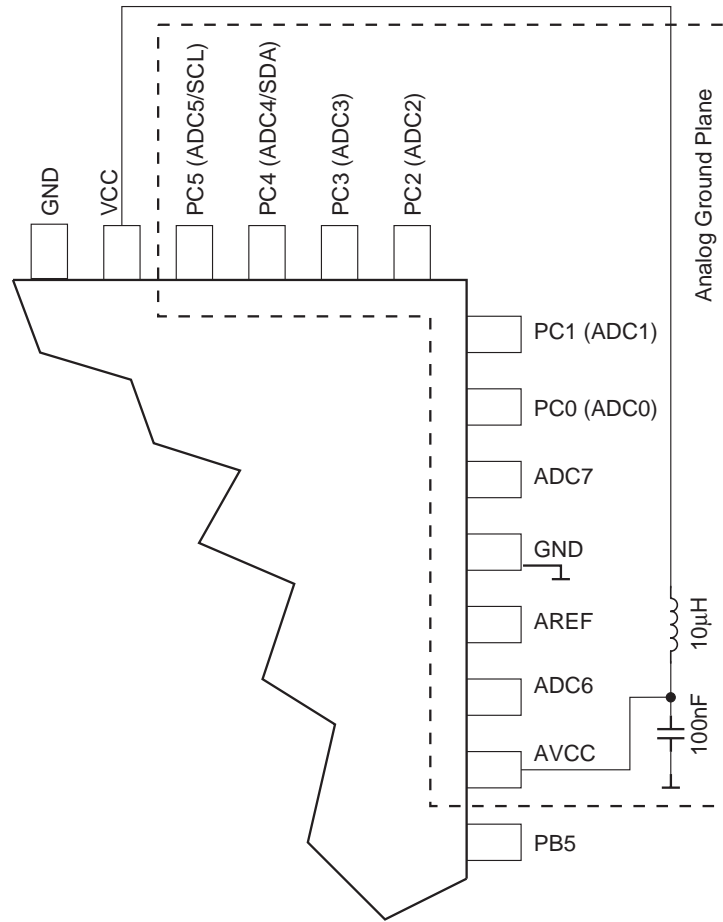 GND
VCC
PC5 (ADC5/SCL)
PC4 (ADC4/SDA)
PC3 (ADC3)
PC2 (ADC2)
Analog Ground Plane
PC1 (ADC1)
PC0 (ADC0)
ADC7
GND
AREF
ADC6
AVCC
PB5
10μH
100nF